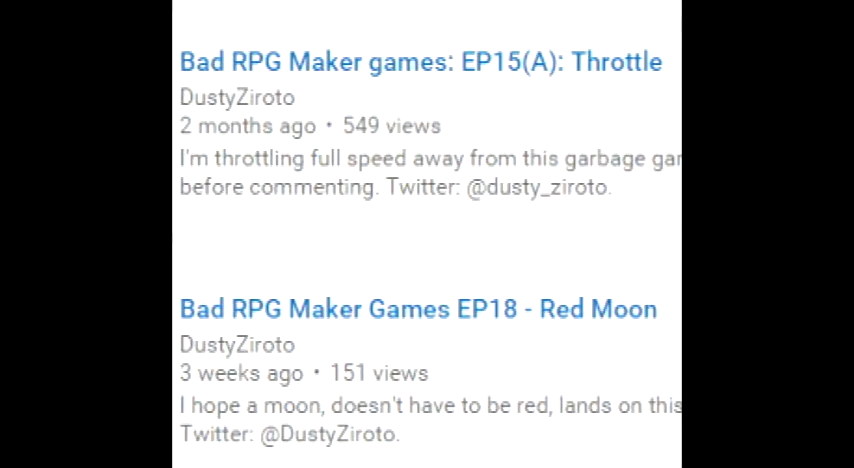 Bad RPG Maker games: EP15(A): Throttle
DustyZiroto
2 months ago • 549 views
I'm throttling full speed away from this garbage
before commenting. Twitter: @dusty_ziroto.
Bad RPG Maker Games EP18 - Red Moon
DustyZiroto
3 weeks ago • 151 views
I hope a moon, doesn't have to be red, lands on this
Twitter: @DustyZiroto.